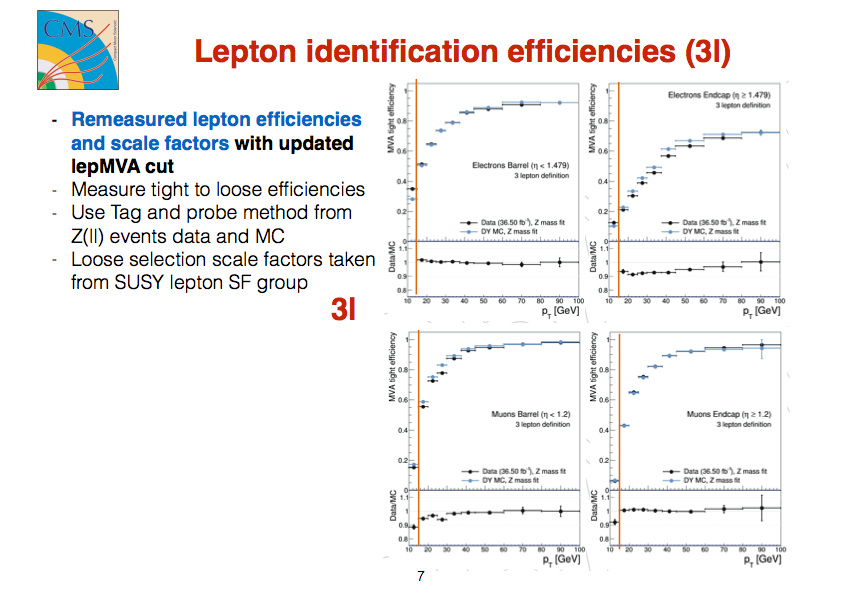 CMS
Lepton identification efficiencies (3l)
- Remeasured lepton efficiencies
and scale factors with updated
lepMVA cut
- Measure tight to loose efficiencies
- Use Tag and probe method from
Z(ll) events data and MC
- Loose selection scale factors taken
from SUSY lepton SF group
3l
MVA tight efficiency
1
0.8
0.6
0.4
0.2
0
Electrons Barrel (η < 1.479)
3 lepton definition
Data (36.50 fb⁻¹), Z mass fit
DY MC, Z mass fit
Data/MC
1.1
1
0.9
0.8
10 20 30 40 50 60 70 80 90 100
p_T [GeV]
MVA tight efficiency
1
0.8
0.6
0.4
0.2
0
Electrons Endcap (η ≥ 1.479)
3 lepton definition
Data (36.50 fb⁻¹), Z mass fit
DY MC, Z mass fit
Data/MC
1.1
1
0.9
0.8
10 20 30 40 50 60 70 80 90 100
p_T [GeV]
MVA tight efficiency
1
0.8
0.6
0.4
0.2
0
Muons Barrel (η < 1.2)
3 lepton definition
Data (36.50 fb⁻¹), Z mass fit
DY MC, Z mass fit
Data/MC
1.1
1
0.9
0.8
10 20 30 40 50 60 70 80 90 100
p_T [GeV]
MVA tight efficiency
1
0.8
0.6
0.4
0.2
0
Muons Endcap (η ≥ 1.2)
3 lepton definition
Data (36.50 fb⁻¹), Z mass fit
DY MC, Z mass fit
Data/MC
1.1
1
0.9
0.8
10 20 30 40 50 60 70 80 90 100
p_T [GeV]
7